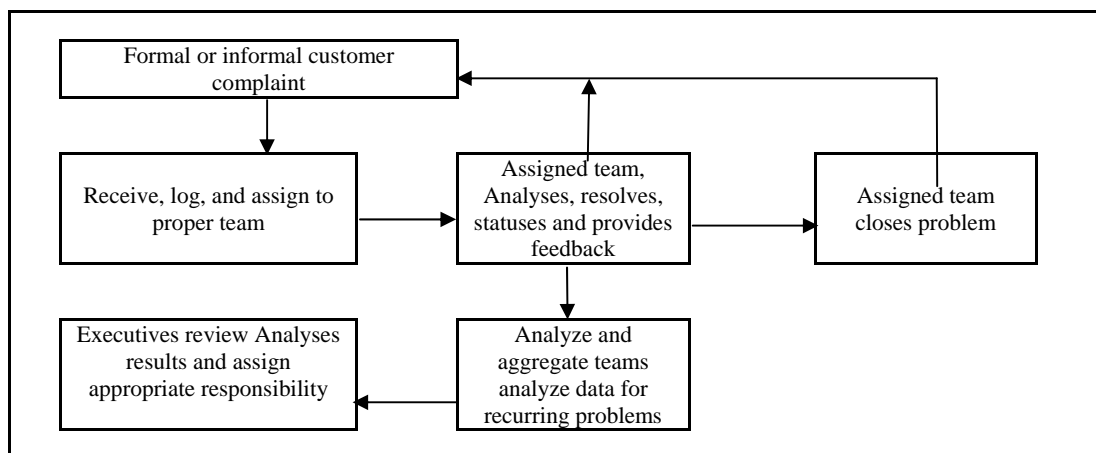 Formal or informal customer
complaint
Receive, log, and assign to
proper team
Assigned team,
Analyses, resolves,
statuses and provides
feedback
Assigned team
closes problem
Executives review Analyses
results and assign
appropriate responsibility
Analyze and
aggregate teams
analyze data for
recurring problems